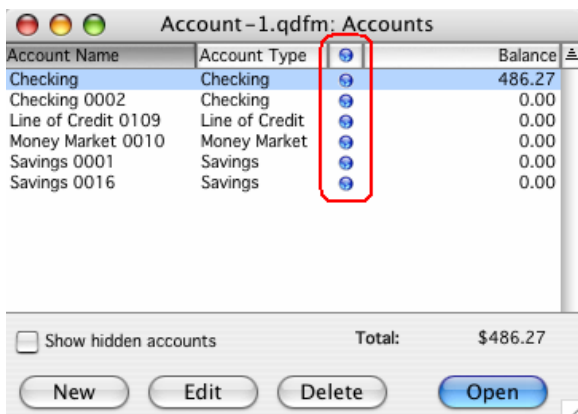 Account-1.qdfm: Accounts
Account Name Account Type Balance
Checking Checking 486.27
Checking 0002 Checking 0.00
Line of Credit 0109 Line of Credit 0.00
Money Market 0010 Money Market 0.00
Savings 0001 Savings 0.00
Savings 0016 Savings 0.00
Show hidden accounts Total: $486.27
New Edit Delete Open